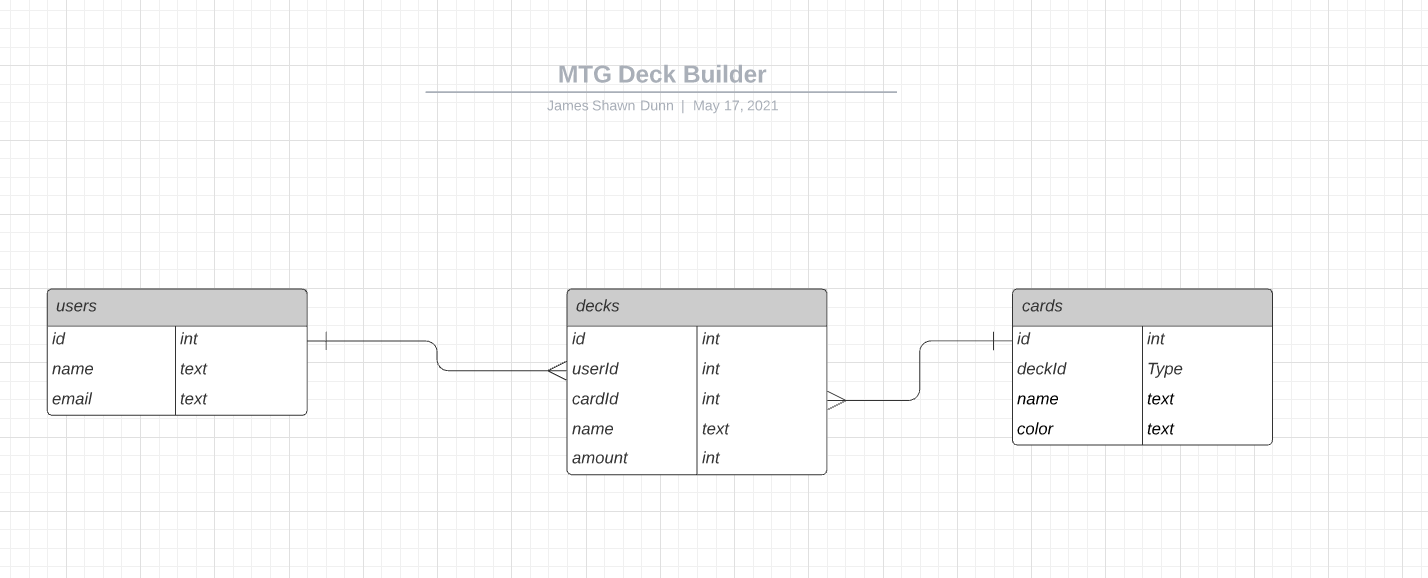 MTG Deck Builder
James Shawn Dunn | May 17, 2021
users
id int
name text
email text
decks
id int
userId int
cardId int
name text
amount int
cards
id int
deckId Type
name text
color text